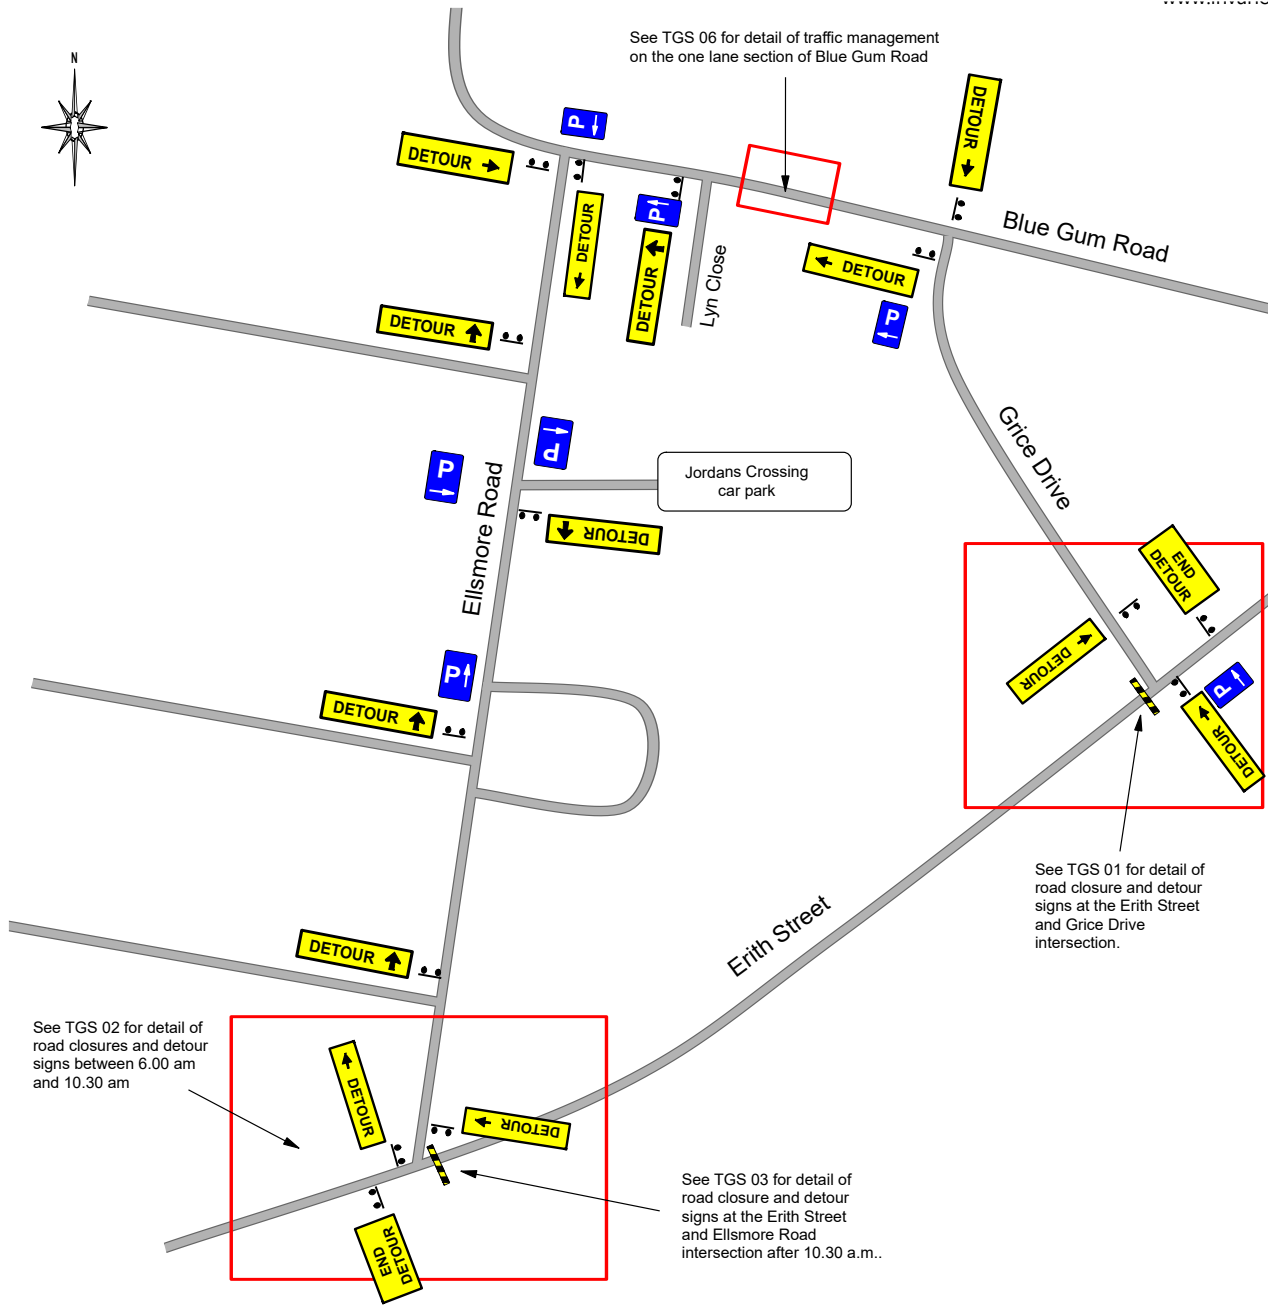 N
See TGS 06 for detail of traffic management
on the one lane section of Blue Gum Road
DETOUR
P
DETOUR
DETOUR
P
DETOUR
Blue Gum Road
DETOUR
P
Lyn Close
DETOUR
Grice Drive
P
P
Jordans Crossing
car park
Ellsmore Road
DETOUR
END
DETOUR
DETOUR
P
DETOUR
P
DETOUR
See TGS 01 for detail of
road closure and detour
signs at the Erith Street
and Grice Drive
intersection.
Erith Street
DETOUR
See TGS 02 for detail of
road closures and detour
signs between 6.00 am
and 10.30 am
DETOUR
DETOUR
See TGS 03 for detail of
road closure and detour
signs at the Erith Street
and Ellsmore Road
intersection after 10.30 a.m..
END
DETOUR